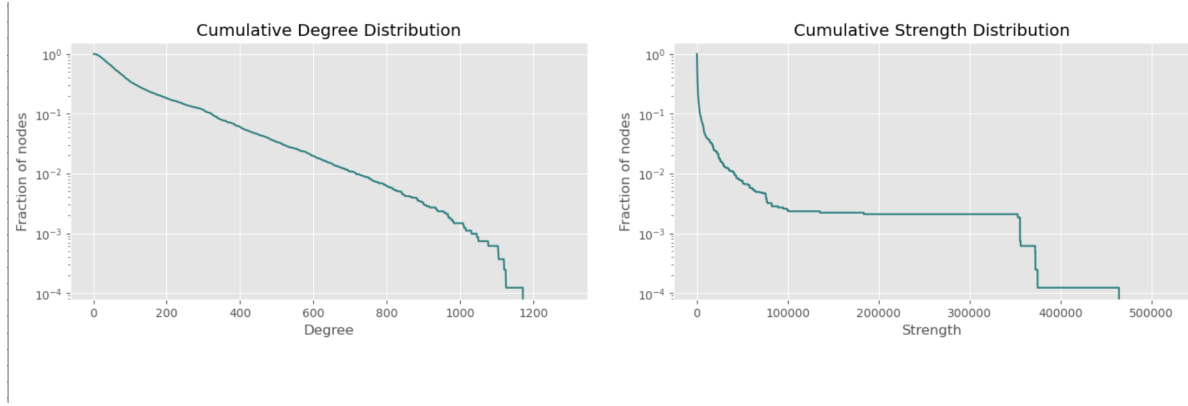 Cumulative Degree Distribution
Fraction of nodes
10^0
10^-1
10^-2
10^-3
10^-4
0 200 400 600 800 1000 1200
Degree
Cumulative Strength Distribution
Fraction of nodes
10^0
10^-1
10^-2
10^-3
10^-4
0 100000 200000 300000 400000 500000
Strength